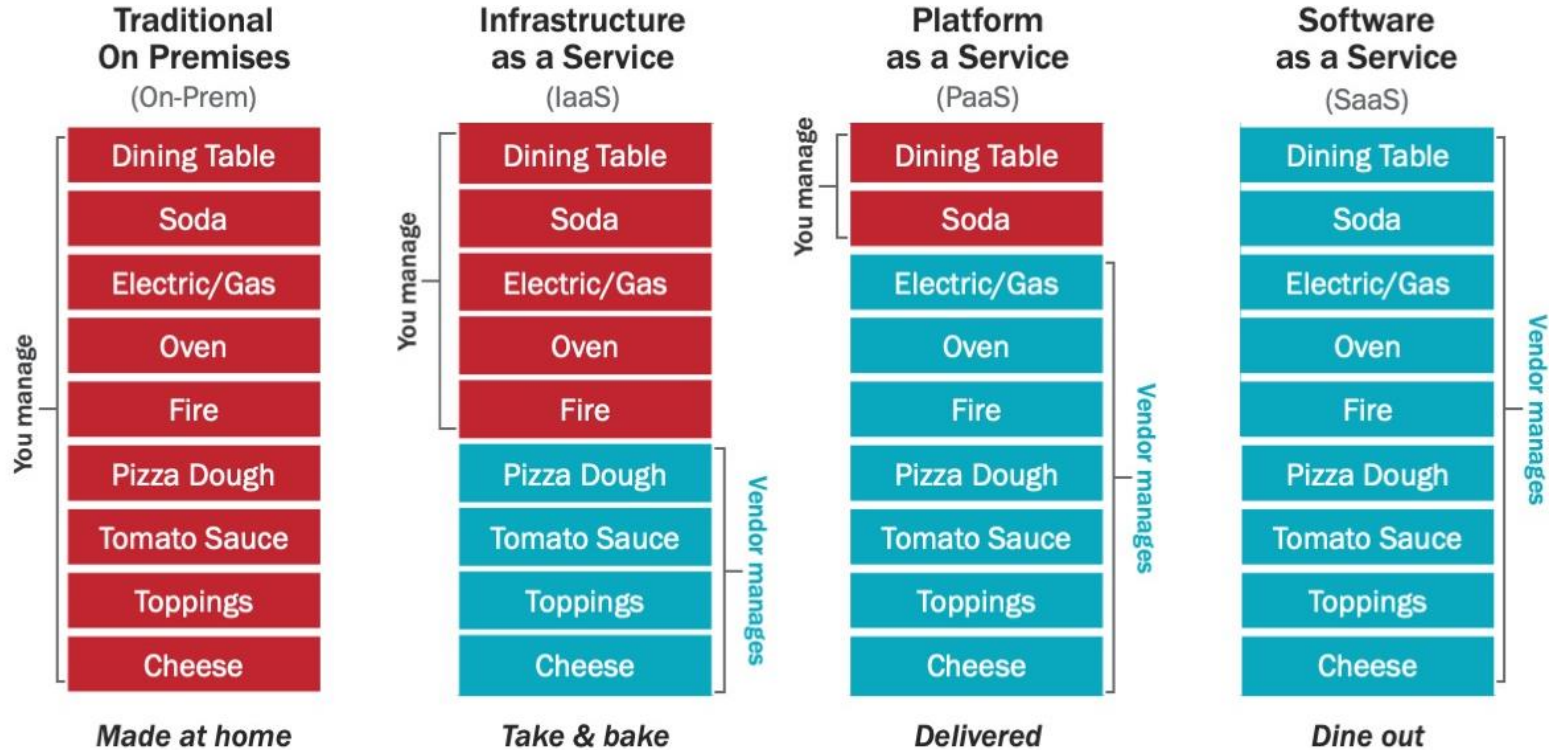 Traditional
On Premises
(On-Prem)
You manage
Dining Table
Soda
Electric/Gas
Oven
Fire
Pizza Dough
Tomato Sauce
Toppings
Cheese
Made at home
Infrastructure
as a Service
(IaaS)
You manage
Dining Table
Soda
Electric/Gas
Oven
Fire
Pizza Dough
Tomato Sauce
Toppings
Cheese
Vendor manages
Take & bake
Platform
as a Service
(PaaS)
You manage
Dining Table
Soda
Electric/Gas
Oven
Fire
Pizza Dough
Tomato Sauce
Toppings
Cheese
Vendor manages
Delivered
Software
as a Service
(SaaS)
Dining Table
Soda
Electric/Gas
Oven
Fire
Pizza Dough
Tomato Sauce
Toppings
Cheese
Vendor manages
Dine out